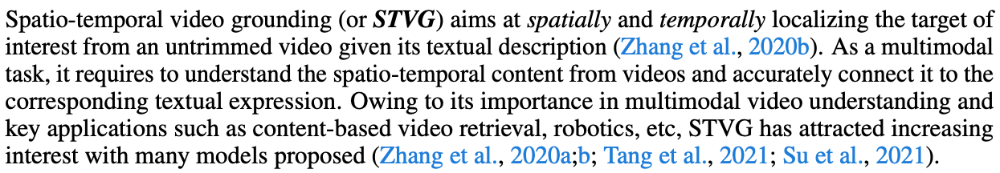 Spatio-temporal video grounding (or STVG) aims at spatially and temporally localizing the target of
interest from an untrimmed video given its textual description (Zhang et al., 2020b). As a multimodal
task, it requires to understand the spatio-temporal content from videos and accurately connect it to the
corresponding textual expression. Owing to its importance in multimodal video understanding and
key applications such as content-based video retrieval, robotics, etc, STVG has attracted increasing
interest with many models proposed (Zhang et al., 2020a;b; Tang et al., 2021; Su et al., 2021).